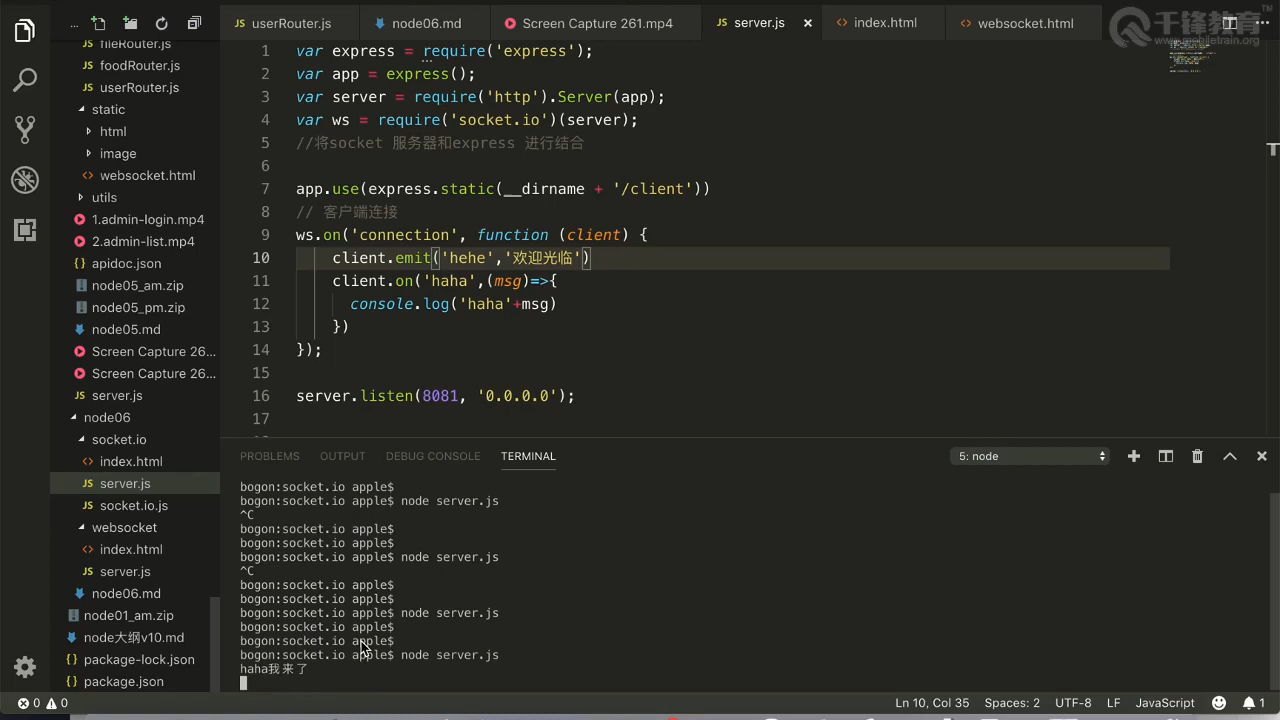 ...
userRouter.js
node06.md
Screen Capture 261.mp4
server.js
index.html
websocket.html
千锋教育
www.mobiletrain.org
fileRouter.js
foodRouter.js
userRouter.js
static
html
image
websocket.html
utils
1.admin-login.mp4
2.admin-list.mp4
apidoc.json
node05_am.zip
node05_pm.zip
node05.md
Screen Capture 26...
Screen Capture 26...
server.js
node06
socket.io
index.html
server.js
socket.io.js
websocket
index.html
server.js
node06.md
node01_am.zip
node大纲v10.md
package-lock.json
package.json
1 var express = require('express');
2 var app = express();
3 var server = require('http').Server(app);
4 var ws = require('socket.io')(server);
5 //将socket 服务器和express 进行结合
6
7 app.use(express.static(__dirname + '/client'))
8 // 客户端连接
9 ws.on('connection', function (client) {
10 client.emit('hehe','欢迎光临')
11 client.on('haha',(msg)=>{
12 console.log('haha'+msg)
13 })
14 });
15
16 server.listen(8081, '0.0.0.0');
17
PROBLEMS OUTPUT DEBUG CONSOLE TERMINAL 5: node
bogon:socket.io apple$
bogon:socket.io apple$ node server.js
^C
bogon:socket.io apple$
bogon:socket.io apple$
bogon:socket.io apple$ node server.js
^C
bogon:socket.io apple$
bogon:socket.io apple$
bogon:socket.io apple$ node server.js
bogon:socket.io apple$
bogon:socket.io apple$
bogon:socket.io apple$ node server.js
haha我来了
0 0 Ln 10, Col 35 Spaces: 2 UTF-8 LF JavaScript 1